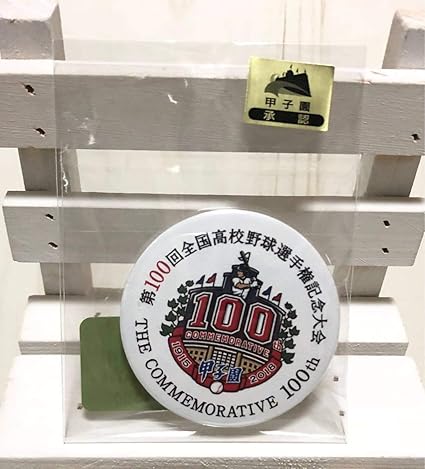 甲子園
承認
第100回全国高校野球選手権記念大会
100th
COMMEMORATIVE
1915 2018
甲子園
THE COMMEMORATIVE 100th